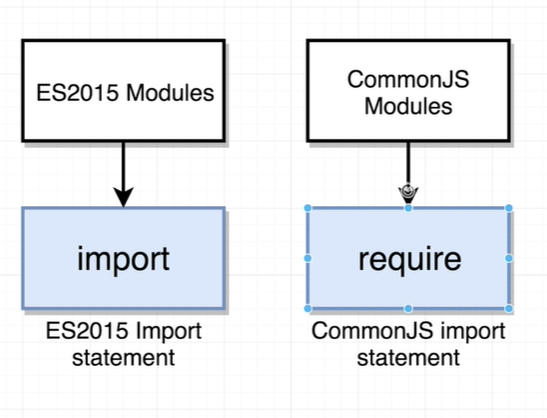 ES2015 Modules
CommonJS
Modules
import
require
ES2015 Import
statement
CommonJS import
statement